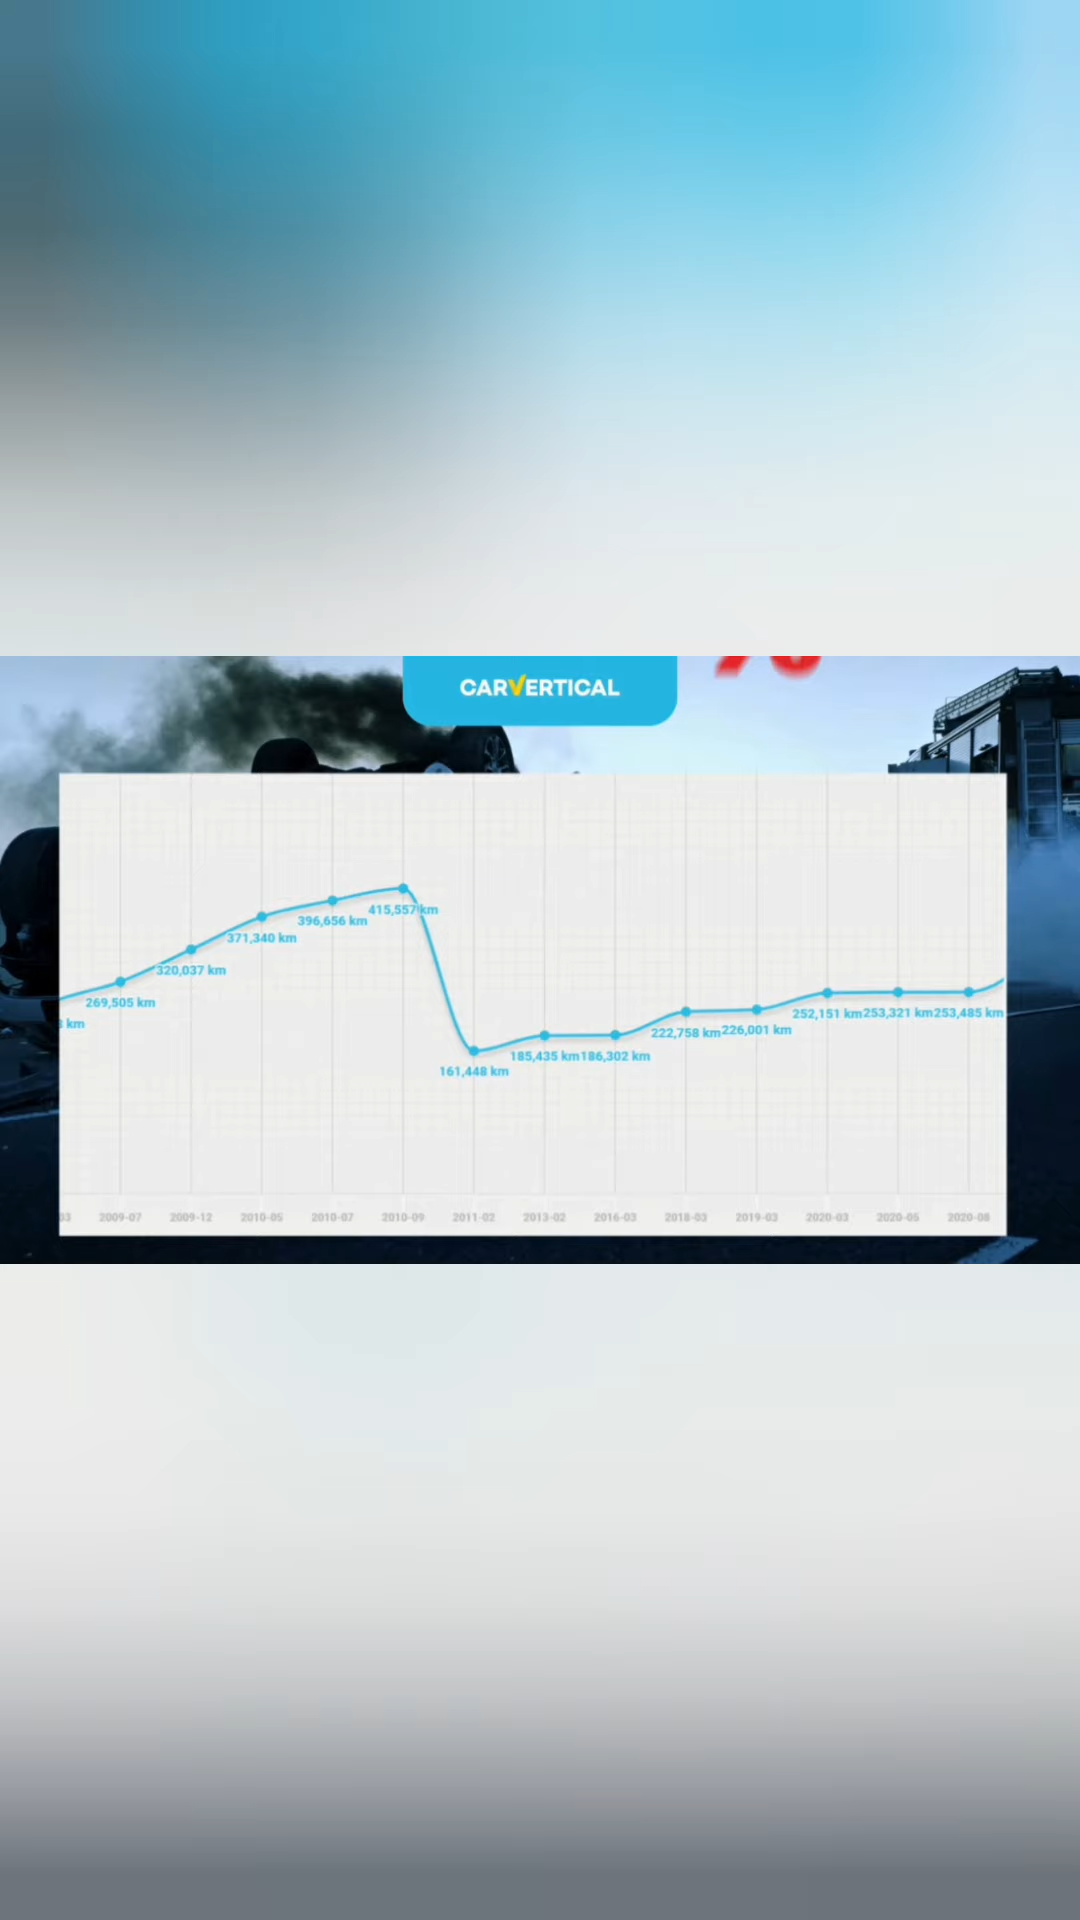 %
CARVERTICAL
415,557 km
396,656 km
371,340 km
320,037 km
269,505 km
km
252,151 km 253,321 km 253,485 km
222,758 km 226,001 km
185,435 km 186,302 km
161,448 km
03 2009-07 2009-12 2010-05 2010-07 2010-09 2011-02 2013-02 2016-03 2018-03 2019-03 2020-03 2020-05 2020-08